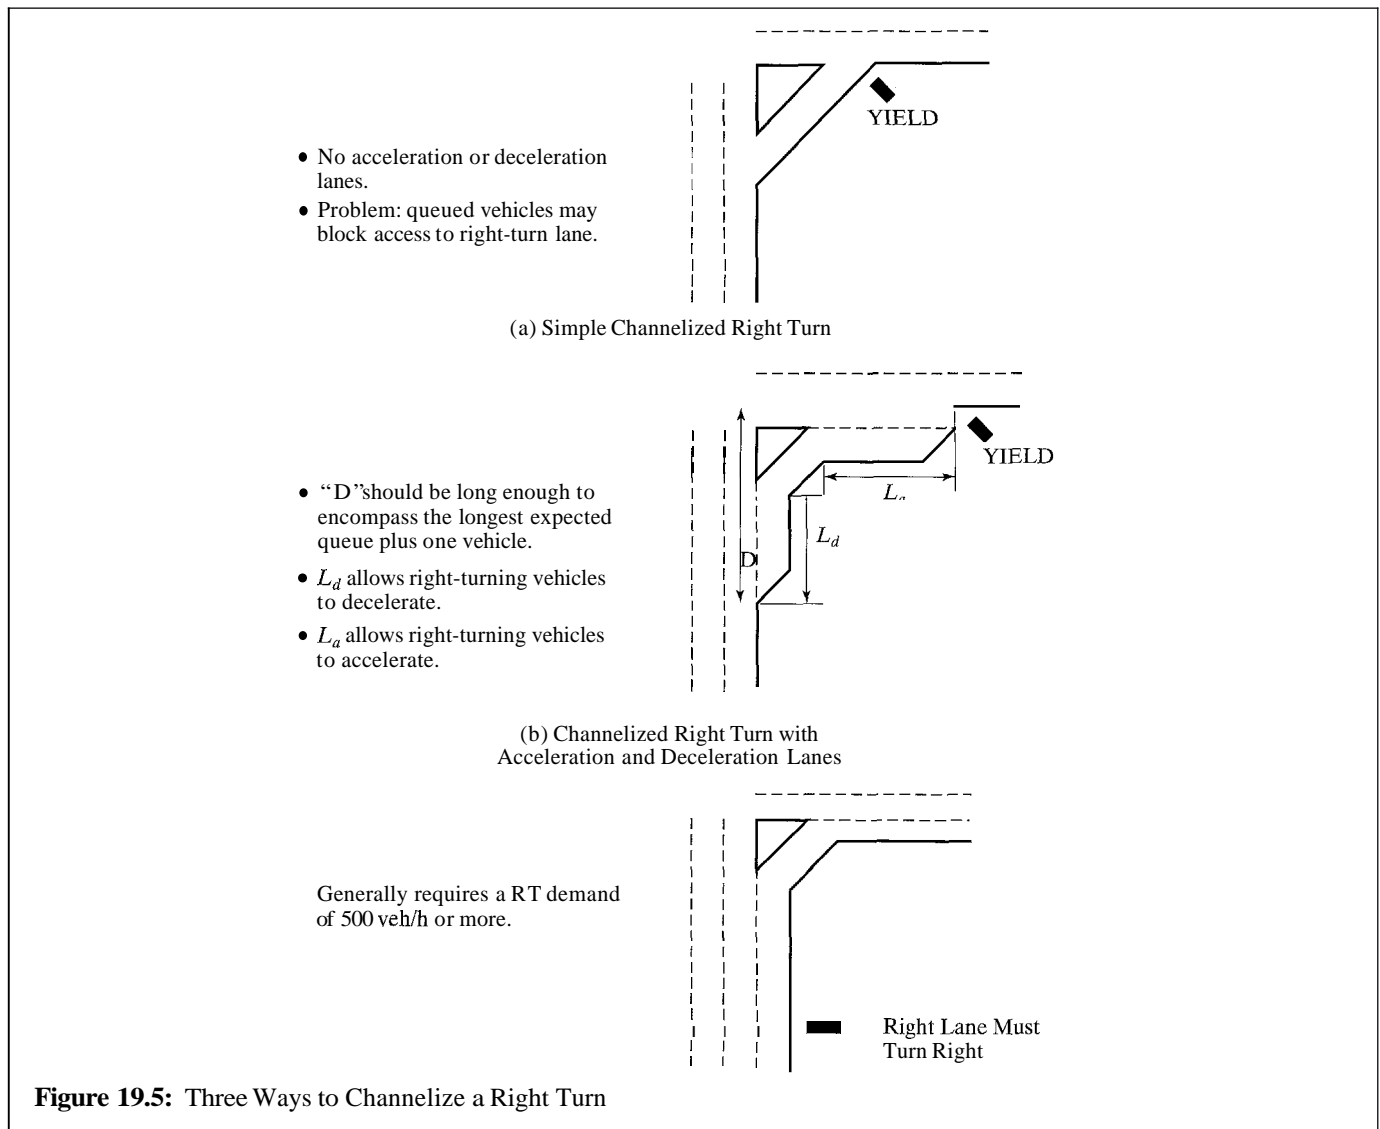 YIELD
• No acceleration or deceleration
lanes.
• Problem: queued vehicles may
block access to right-turn lane.
(a) Simple Channelized Right Turn
YIELD
L_a
• “D” should be long enough to
encompass the longest expected
queue plus one vehicle.
L_d
D
• L_d allows right-turning vehicles
to decelerate.
• L_a allows right-turning vehicles
to accelerate.
(b) Channelized Right Turn with
Acceleration and Deceleration Lanes
Generally requires a RT demand
of 500 veh/h or more.
Right Lane Must
Turn Right
Figure 19.5: Three Ways to Channelize a Right Turn